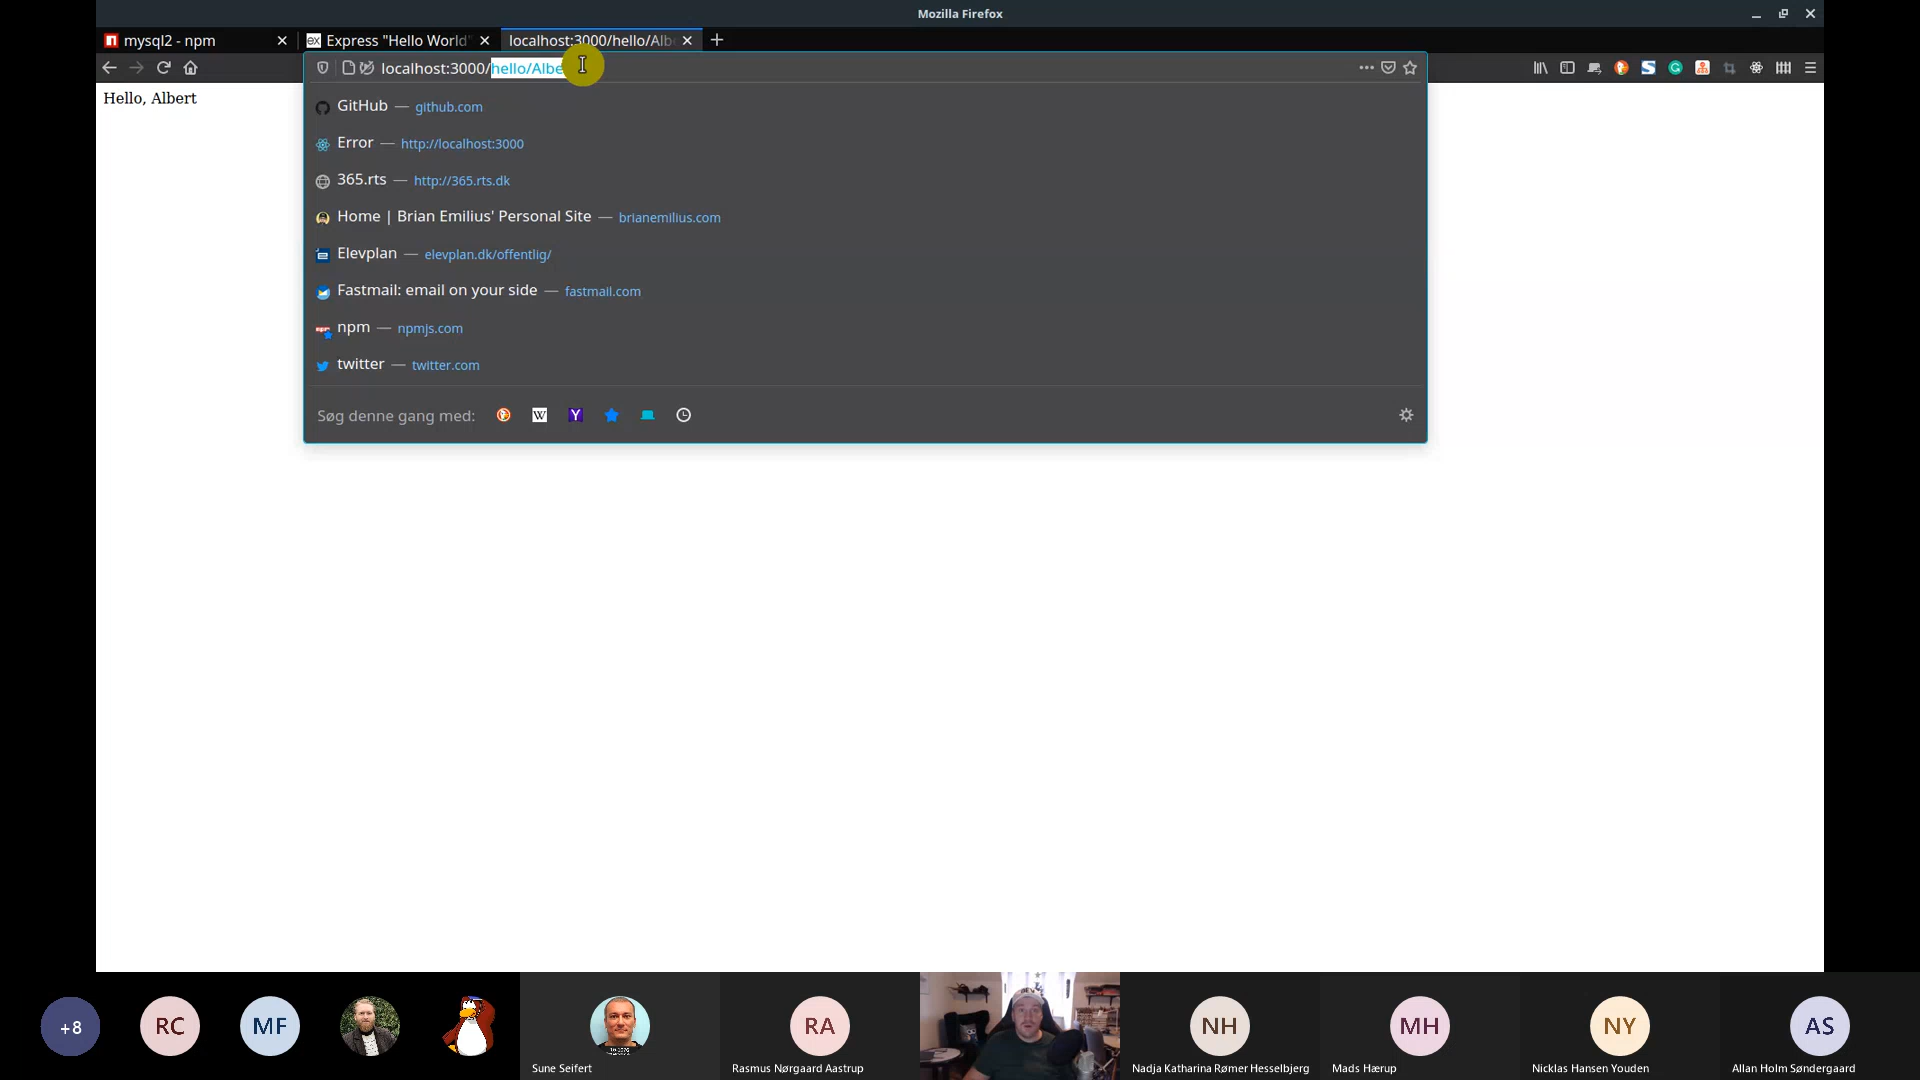 Mozilla Firefox
mysql2 - npm
Express "Hello World"
localhost:3000/hello/Alb
localhost:3000/hello/Albe
Hello, Albert
GitHub — github.com
Error — http://localhost:3000
365.rts — http://365.rts.dk
Home | Brian Emilius' Personal Site — brianemilius.com
Elevplan — elevplan.dk/offentlig/
Fastmail: email on your side — fastmail.com
npm — npmjs.com
twitter — twitter.com
Søg denne gang med:
+8
RC
MF
RA
NH
MH
NY
AS
Sune Seifert
Rasmus Nørgaard Aastrup
Nadja Katharina Rømer Hesselbjerg
Mads Hærup
Nicklas Hansen Youden
Allan Holm Søndergaard